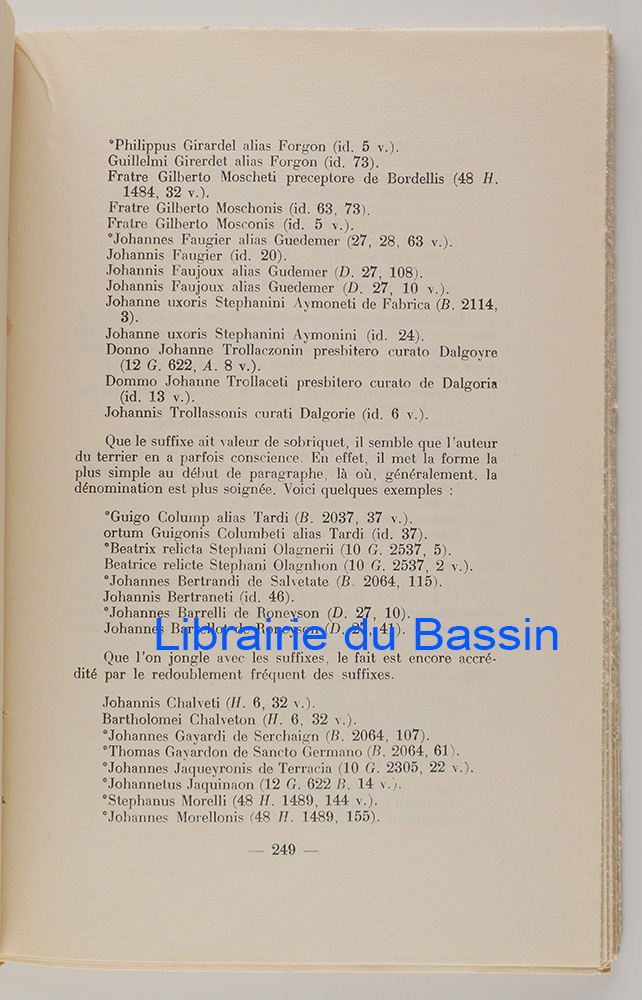 *Philippus Girardel alias Forgon (id. 5 v.).
Guillelmi Girerdet alias Forgon (id. 73).
Fratre Gilberto Moscheti preceptore de Bordellis (48 H.
1484, 32 v.).
Fratre Gilberto Moschonis (id. 63, 73).
Fratre Gilberto Mosconis (id. 5 v.).
*Johannes Faugier alias Guedemer (27, 28, 63 v.).
Johannis Faugier (id. 20).
Johannis Faujoux alias Gudemer (D. 27, 108).
Johannis Faujoux alias Guedemer (D. 27, 10 v.).
Johanne uxoris Stephanini Aymoneti de Fabrica (B. 2114,
3).
Johanne uxoris Stephanini Aymonini (id. 24).
Donno Johanne Trollaczonin presbitero curato Dalgoyre
(12 G. 622, A. 8 v.).
Dommo Johanne Trollaceti presbitero curato de Dalgoria
(id. 13 v.).
Johannis Trollassonis curati Dalgorie (id. 6 v.).
Que le suffixe ait valeur de sobriquet, il semble que l'auteur
du terrier en a parfois conscience. En effet, il met la forme la
plus simple au début de paragraphe, là où, généralement, la
dénomination est plus soignée. Voici quelques exemples :
*Guigo Colump alias Tardi (B. 2037, 37 v.).
ortum Guigonis Columbeti alias Tardi (id. 37).
*Beatrix relicta Stephani Olagnerii (10 G. 2537, 5).
Beatrice relicte Stephani Olagnhon (10 G. 2537, 2 v.).
*Johannes Bertrandi de Salvetate (B. 2064, 115).
Johannis Bertraneti (id. 46).
*Johannes Barrelli de Roneyson (D. 27, 10).
Johannes Barrellot de Roneyson (D. 27, 41).
Librairie du Bassin
Que l'on jongle avec les suffixes, le fait est encore accré-
dité par le redoublement fréquent des suffixes.
Johannis Chalveti (H. 6, 32 v.).
Bartholomei Chalveton (H. 6, 32 v.).
*Johannes Gayardi de Serchaign (B. 2064, 107).
*Thomas Gayardon de Sancto Germano (B. 2064, 61).
*Johannes Jaqueyronis de Terracia (10 G. 2305, 22 v.).
*Johannetus Jaquinaon (12 G. 622 B. 14 v.).
*Stephanus Morelli (48 H. 1489, 144 v.).
*Johannes Morellonis (48 H. 1489, 155).
— 249 —